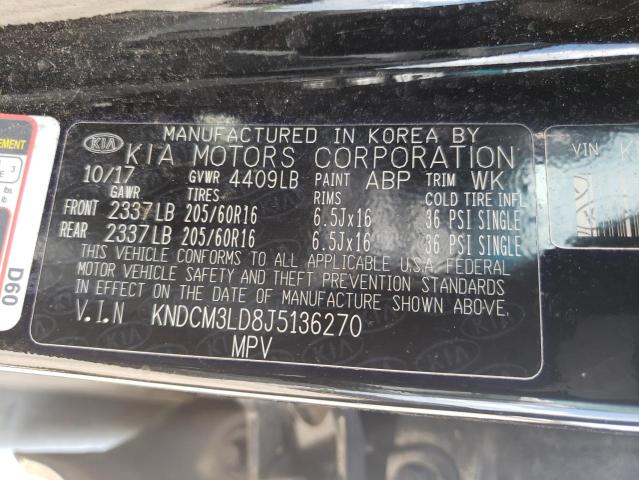 MANUFACTURED IN KOREA BY
KIA KIA MOTORS CORPORATION
10/17 GVWR 4409LB PAINT ABP TRIM WK
GAWR TIRES RIMS COLD TIRE INFL
FRONT 2337LB 205/60R16 6.5Jx16 36 PSI SINGLE
REAR 2337LB 205/60R16 6.5Jx16 36 PSI SINGLE
THIS VEHICLE CONFORMS TO ALL APPLICABLE U.S.A. FEDERAL
MOTOR VEHICLE SAFETY AND THEFT PREVENTION STANDARDS
IN EFFECT ON THE DATE OF MANUFACTURE SHOWN ABOVE.
V.I.N KNDCM3LD8J5136270
MPV
D60
VIN